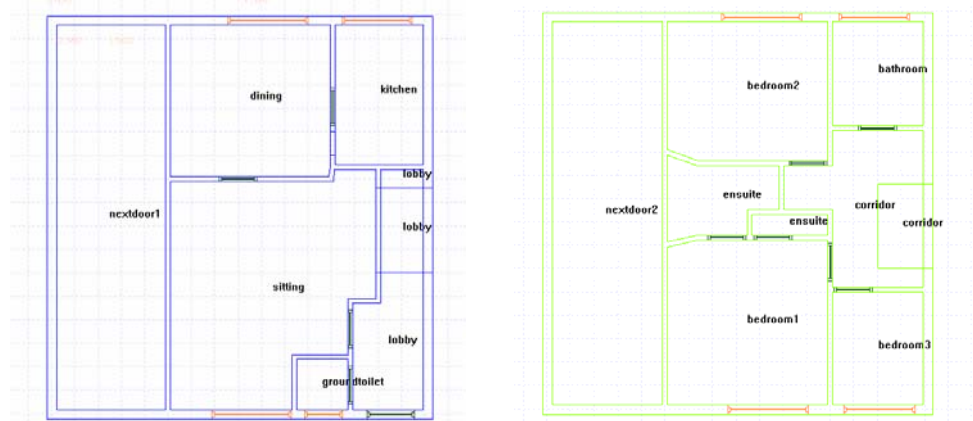 dining
kitchen
lobby
nextdoor1
lobby
sitting
lobby
groundtoilet
bathroom
bedroom2
ensuite
corridor
nextdoor2
ensuite
corridor
bedroom1
bedroom3